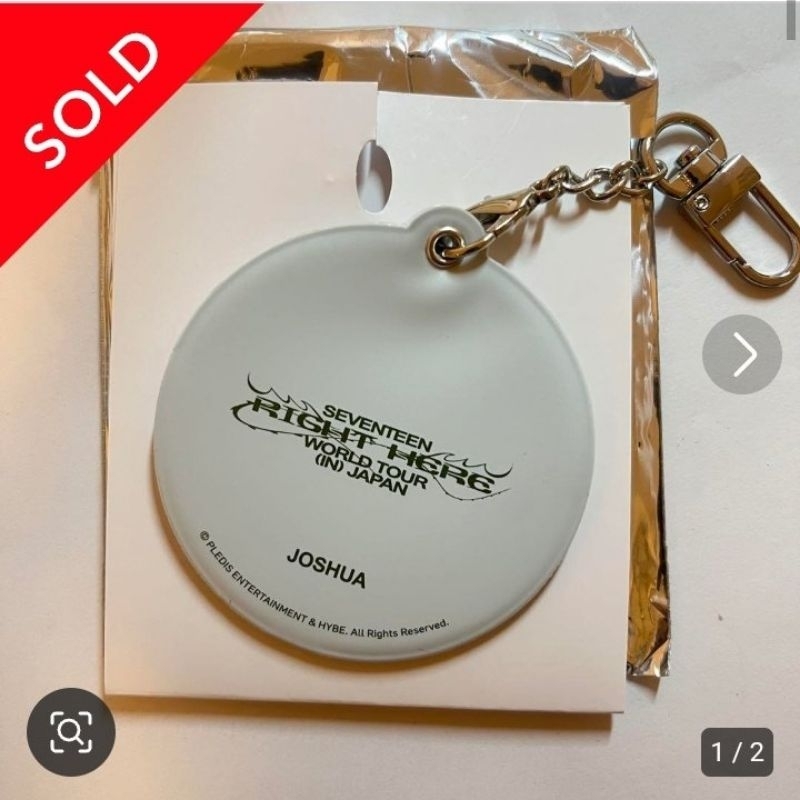 SOLD
SEVENTEEN
RIGHT HERE
WORLD TOUR
(IN) JAPAN
JOSHUA
© PLEDIS ENTERTAINMENT & HYBE. All Rights Reserved.
1 / 2